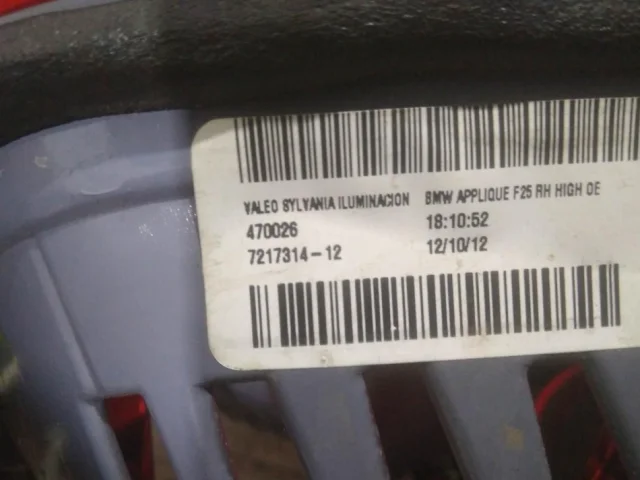 VALEO SYLVANIA ILUMINACION BMW APPLIQUE F25 RH HIGH OE
470026 18:10:52
7217314-12 12/10/12